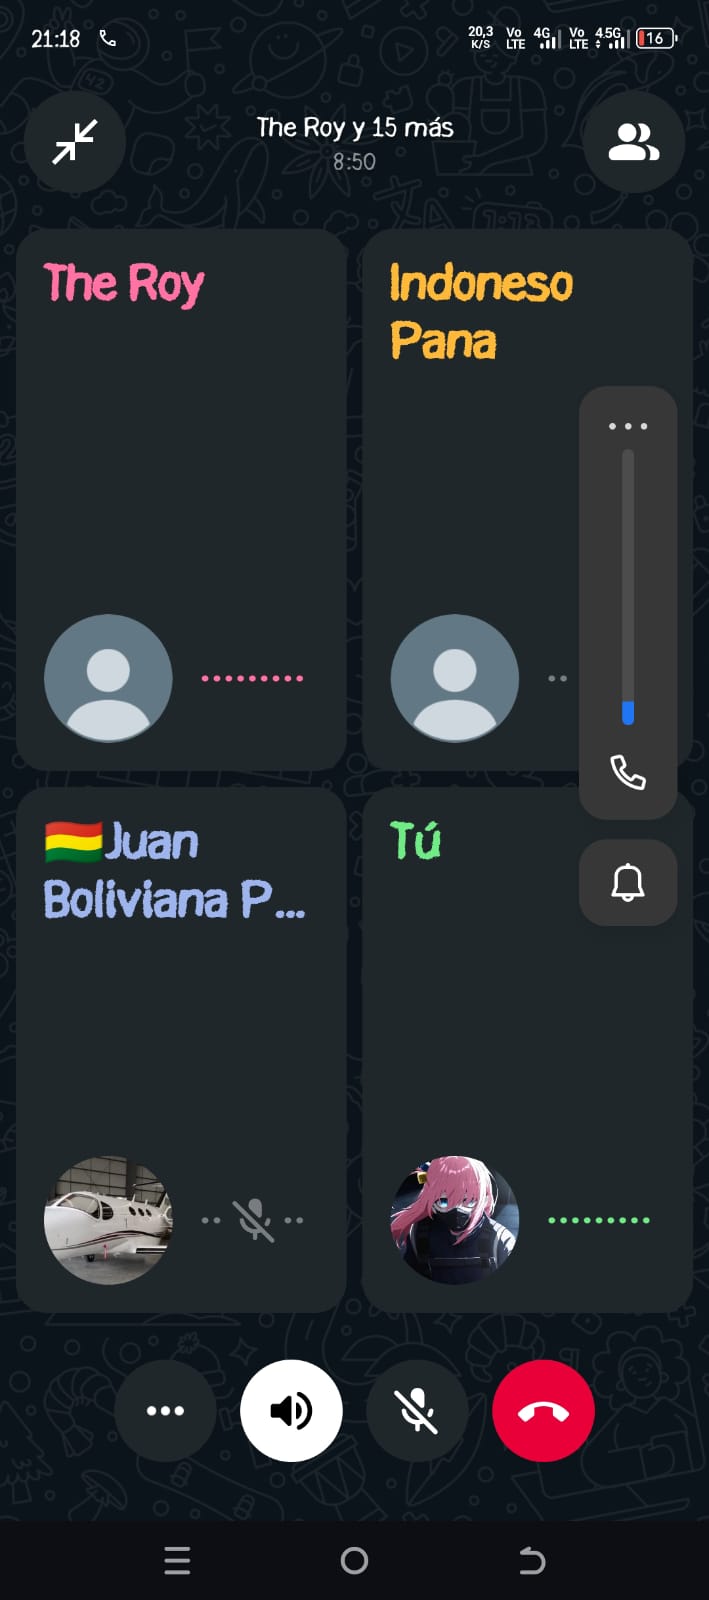 21:18
20,3 K/S Vo LTE 4G Vo LTE 4.5G 16
The Roy y 15 más
8:50
The Roy
Indoneso
Pana
🇧🇴Juan
Boliviana P...
Tú